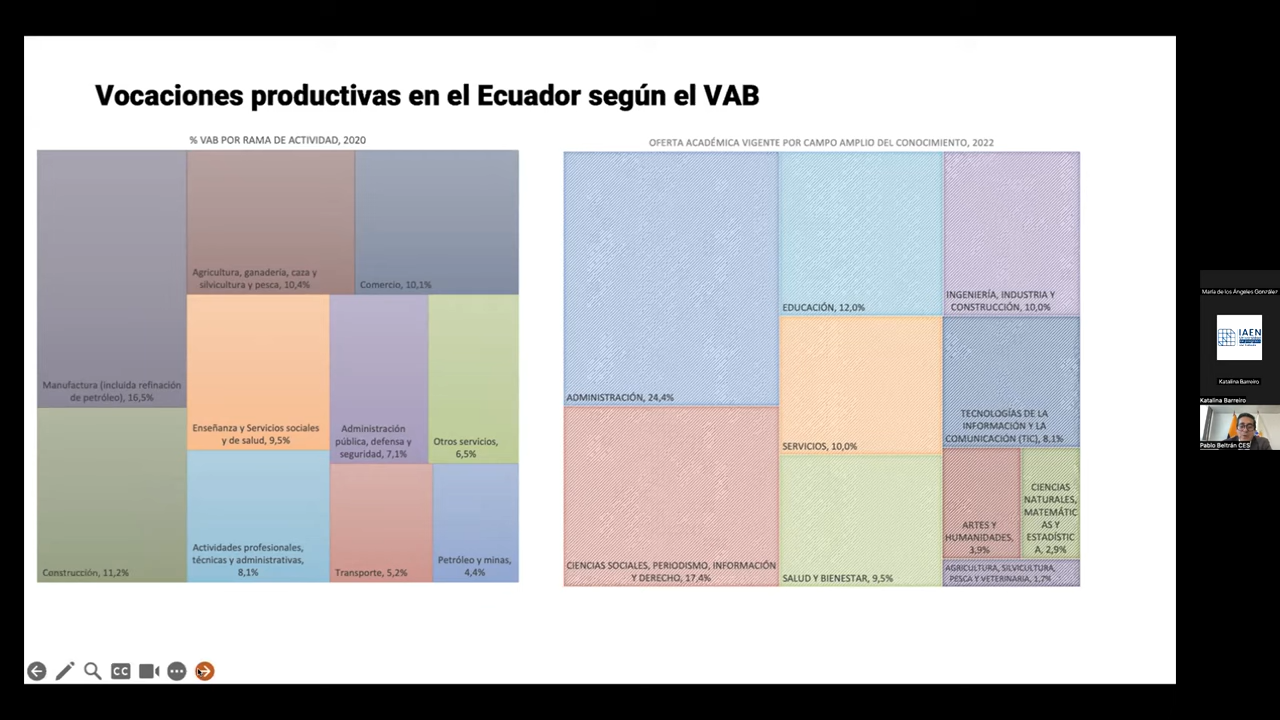 Vocaciones productivas en el Ecuador según el VAB
% VAB POR RAMA DE ACTIVIDAD, 2020
Manufactura (incluida refinación
de petróleo), 16,5%
Agricultura, ganadería, caza y
silvicultura y pesca, 10,4%
Comercio, 10,1%
Enseñanza y Servicios sociales
y de salud, 9,5%
Administración
pública, defensa y
seguridad, 7,1%
Otros servicios,
6,5%
Construcción, 11,2%
Actividades profesionales,
técnicas y administrativas,
8,1%
Transporte, 5,2%
Petróleo y minas,
4,4%
OFERTA ACADÉMICA VIGENTE POR CAMPO AMPLIO DEL CONOCIMIENTO, 2022
ADMINISTRACIÓN, 24,4%
EDUCACIÓN, 12,0%
INGENIERÍA, INDUSTRIA Y
CONSTRUCCIÓN, 10,0%
SERVICIOS, 10,0%
TECNOLOGÍAS DE LA
INFORMACIÓN Y LA
COMUNICACIÓN (TIC), 8,1%
CIENCIAS SOCIALES, PERIODISMO, INFORMACIÓN
Y DERECHO, 17,4%
SALUD Y BIENESTAR, 9,5%
ARTES Y
HUMANIDADES,
3,9%
CIENCIAS
NATURALES,
MATEMÁTIC
AS Y
ESTADÍSTIC
A, 2,9%
AGRICULTURA, SILVICULTURA,
PESCA Y VETERINARIA, 1,7%
CC
María de los Ángeles González
IAEN
Katalina Barreiro
Katalina Barreiro
Pablo Beltrán CES